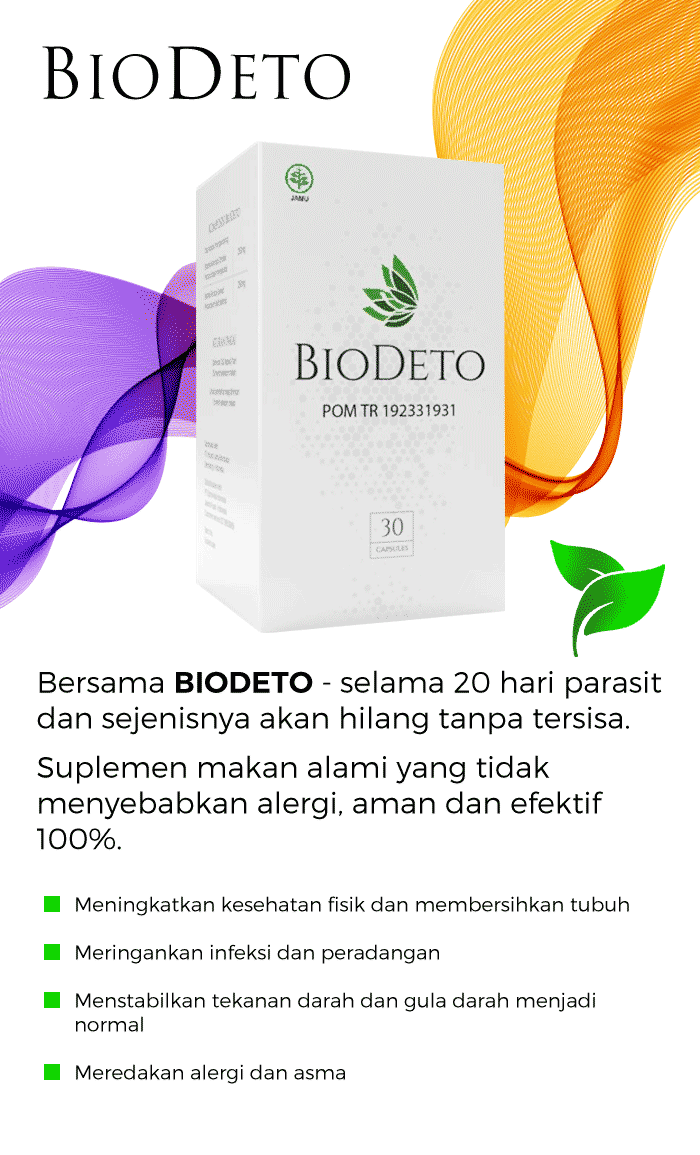 BIODETO
JAMU
BIODETO
POM TR 192331931
30
CAPSULES
Bersama BIODETO - selama 20 hari parasit
dan sejenisnya akan hilang tanpa tersisa.
Suplemen makan alami yang tidak
menyebabkan alergi, aman dan efektif
100%.
Meningkatkan kesehatan fisik dan membersihkan tubuh
Meringankan infeksi dan peradangan
Menstabilkan tekanan darah dan gula darah menjadi
normal
Meredakan alergi dan asma